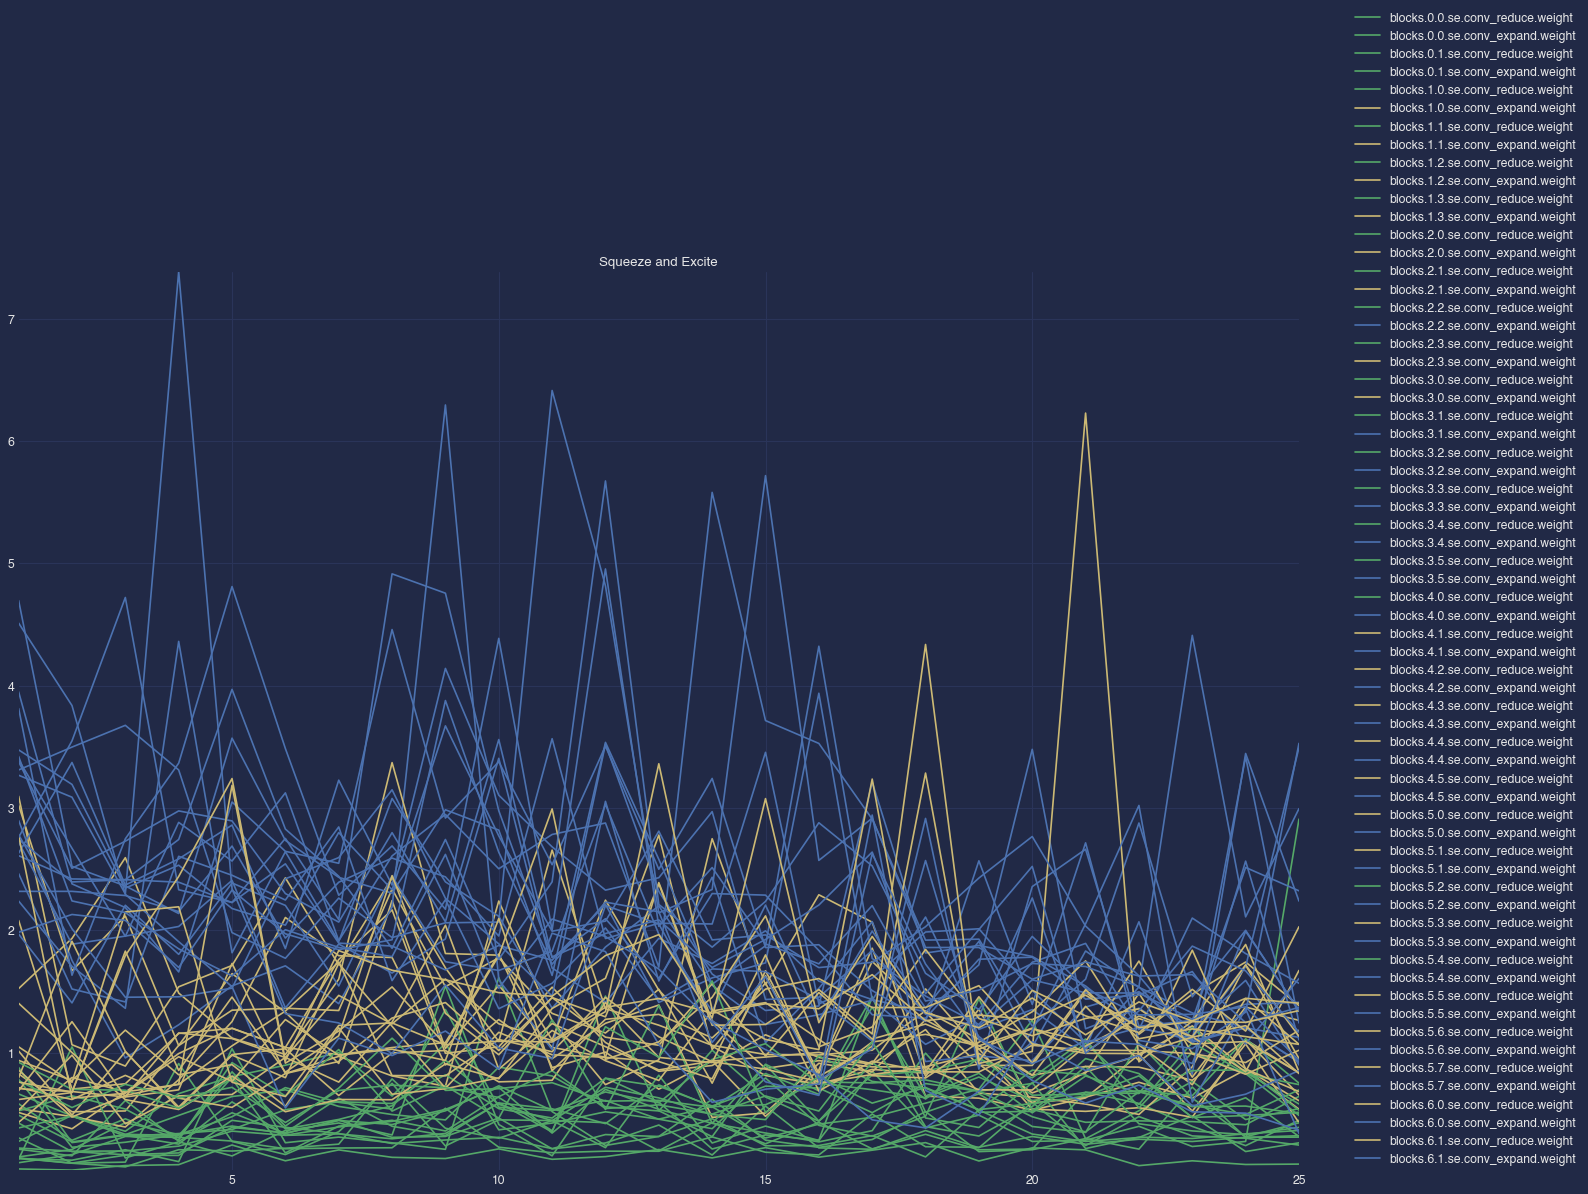 blocks.0.0.se.conv_reduce.weight
blocks.0.0.se.conv_expand.weight
blocks.0.1.se.conv_reduce.weight
blocks.0.1.se.conv_expand.weight
blocks.1.0.se.conv_reduce.weight
blocks.1.0.se.conv_expand.weight
blocks.1.1.se.conv_reduce.weight
blocks.1.1.se.conv_expand.weight
blocks.1.2.se.conv_reduce.weight
blocks.1.2.se.conv_expand.weight
blocks.1.3.se.conv_reduce.weight
blocks.1.3.se.conv_expand.weight
blocks.2.0.se.conv_reduce.weight
blocks.2.0.se.conv_expand.weight
blocks.2.1.se.conv_reduce.weight
blocks.2.1.se.conv_expand.weight
blocks.2.2.se.conv_reduce.weight
blocks.2.2.se.conv_expand.weight
blocks.2.3.se.conv_reduce.weight
blocks.2.3.se.conv_expand.weight
blocks.3.0.se.conv_reduce.weight
blocks.3.0.se.conv_expand.weight
blocks.3.1.se.conv_reduce.weight
blocks.3.1.se.conv_expand.weight
blocks.3.2.se.conv_reduce.weight
blocks.3.2.se.conv_expand.weight
blocks.3.3.se.conv_reduce.weight
blocks.3.3.se.conv_expand.weight
blocks.3.4.se.conv_reduce.weight
blocks.3.4.se.conv_expand.weight
blocks.3.5.se.conv_reduce.weight
blocks.3.5.se.conv_expand.weight
blocks.4.0.se.conv_reduce.weight
blocks.4.0.se.conv_expand.weight
blocks.4.1.se.conv_reduce.weight
blocks.4.1.se.conv_expand.weight
blocks.4.2.se.conv_reduce.weight
blocks.4.2.se.conv_expand.weight
blocks.4.3.se.conv_reduce.weight
blocks.4.3.se.conv_expand.weight
blocks.4.4.se.conv_reduce.weight
blocks.4.4.se.conv_expand.weight
blocks.4.5.se.conv_reduce.weight
blocks.4.5.se.conv_expand.weight
blocks.5.0.se.conv_reduce.weight
blocks.5.0.se.conv_expand.weight
blocks.5.1.se.conv_reduce.weight
blocks.5.1.se.conv_expand.weight
blocks.5.2.se.conv_reduce.weight
blocks.5.2.se.conv_expand.weight
blocks.5.3.se.conv_reduce.weight
blocks.5.3.se.conv_expand.weight
blocks.5.4.se.conv_reduce.weight
blocks.5.4.se.conv_expand.weight
blocks.5.5.se.conv_reduce.weight
blocks.5.5.se.conv_expand.weight
blocks.5.6.se.conv_reduce.weight
blocks.5.6.se.conv_expand.weight
blocks.5.7.se.conv_reduce.weight
blocks.5.7.se.conv_expand.weight
blocks.6.0.se.conv_reduce.weight
blocks.6.0.se.conv_expand.weight
blocks.6.1.se.conv_reduce.weight
blocks.6.1.se.conv_expand.weight
Squeeze and Excite
7
6
5
4
3
2
1
5 10 15 20 25